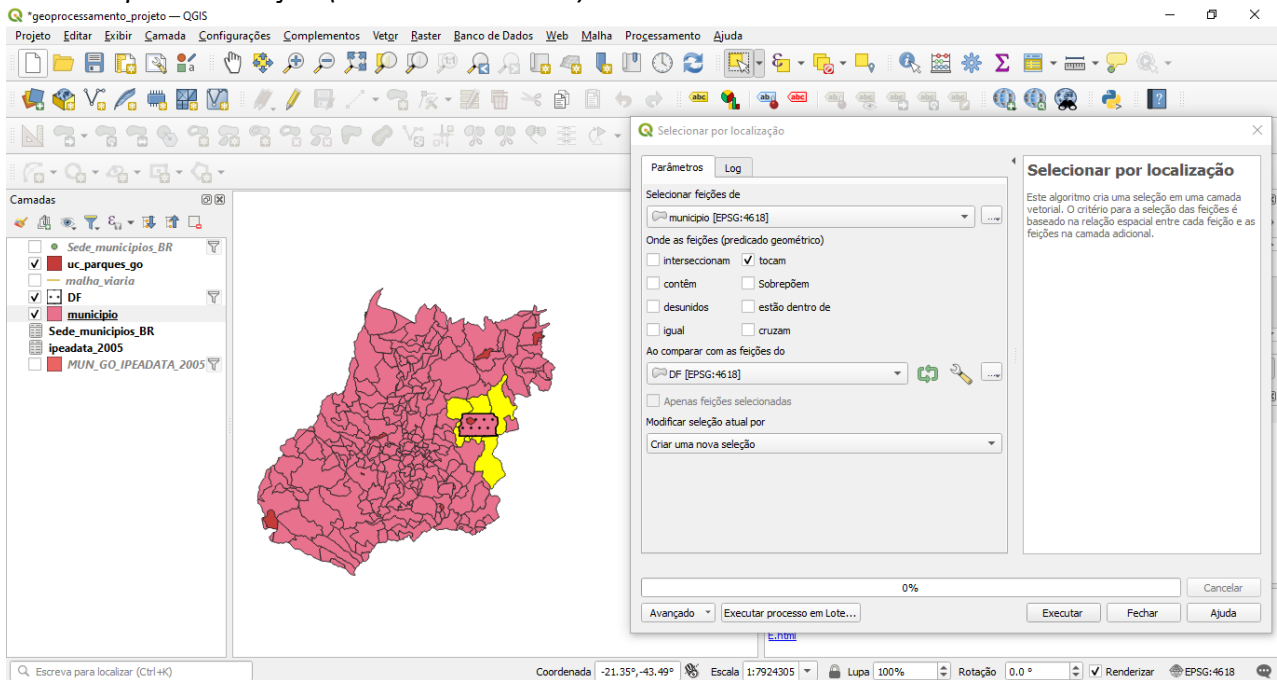 *geoprocessamento_projeto — QGIS
Projeto Editar Exibir Camada Configurações Complementos Vetor Raster Banco de Dados Web Malha Processamento Ajuda
Selecionar por localização
Parâmetros Log
Selecionar feições de
municipio [EPSG:4618]
Onde as feições (predicado geométrico)
interseccionam tocam
contêm Sobrepõem
desunidos estão dentro de
igual cruzam
Ao comparar com as feições do
DF [EPSG:4618]
Apenas feições selecionadas
Modificar seleção atual por
Criar uma nova seleção
0%
Cancelar
Avançado Executar processo em Lote... Executar Fechar Ajuda
Selecionar por localização
Este algoritmo cria uma seleção em uma camada
vetorial. O critério para a seleção das feições é
baseado na relação espacial entre cada feição e as
feições na camada adicional.
Camadas
Sede_municipios_BR
uc_parques_go
malha_viaria
DF
municipio
Sede_municipios_BR
ipeadata_2005
MUN_GO_IPEADATA_2005
E.html
Escreva para localizar (Ctrl+K) Coordenada -21.35°,-43.49° Escala 1:7924305 Lupa 100% Rotação 0.0 ° Renderizar EPSG:4618